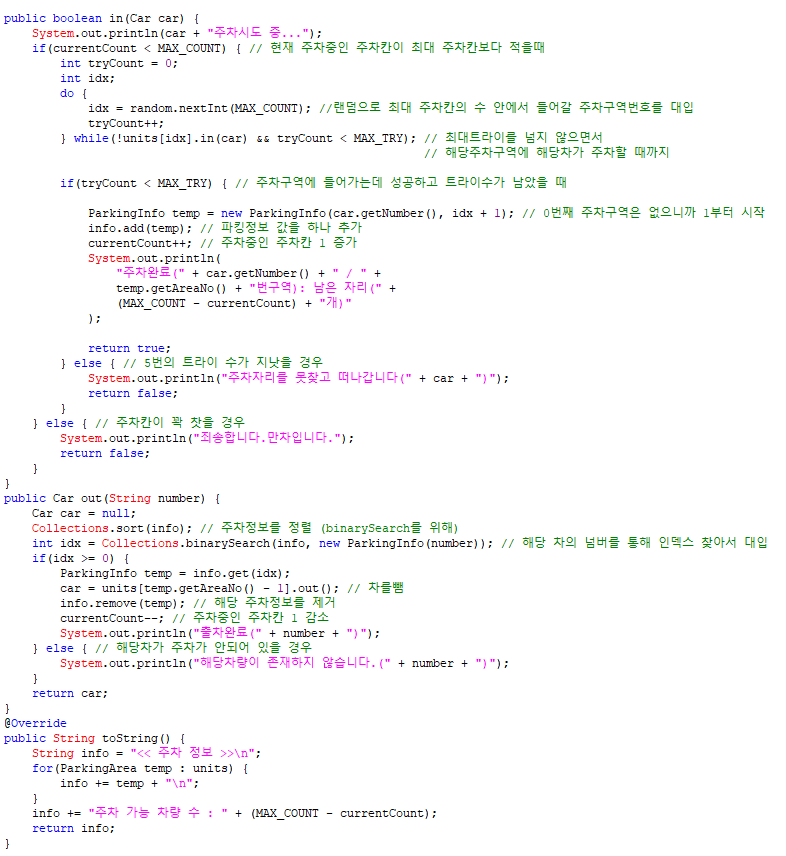 public boolean in(Car car) {
    System.out.println(car + "주차시도 중...");
    if(currentCount < MAX_COUNT) { // 현재 주차중인 주차칸이 최대 주차칸보다 적을때
        int tryCount = 0;
        int idx;
        do {
            idx = random.nextInt(MAX_COUNT); //랜덤으로 최대 주차칸의 수 안에서 들어갈 주차구역번호를 대입
            tryCount++;
        } while(!units[idx].in(car) && tryCount < MAX_TRY); // 최대트라이를 넘지 않으면서
                                                            // 해당주차구역에 해당차가 주차할 때까지

        if(tryCount < MAX_TRY) { // 주차구역에 들어가는데 성공하고 트라이수가 남았을 때

            ParkingInfo temp = new ParkingInfo(car.getNumber(), idx + 1); // 0번째 주차구역은 없으니까 1부터 시작
            info.add(temp); // 파킹정보 값을 하나 추가
            currentCount++; // 주차중인 주차칸 1 증가
            System.out.println(
                "주차완료(" + car.getNumber() + " / " +
                temp.getAreaNo() + "번구역): 남은 자리(" +
                (MAX_COUNT - currentCount) + "개)"
            );

            return true;
        } else { // 5번의 트라이 수가 지낫을 경우
            System.out.println("주차자리를 못찾고 떠나갑니다(" + car + ")");
            return false;
        }
    } else { // 주차칸이 꽉 찻을 경우
        System.out.println("죄송합니다.만차입니다.");
        return false;
    }
}
public Car out(String number) {
    Car car = null;
    Collections.sort(info); // 주차정보를 정렬 (binarySearch를 위해)
    int idx = Collections.binarySearch(info, new ParkingInfo(number)); // 해당 차의 넘버를 통해 인덱스 찾아서 대입
    if(idx >= 0) {
        ParkingInfo temp = info.get(idx);
        car = units[temp.getAreaNo() - 1].out(); // 차를뺌
        info.remove(temp); // 해당 주차정보를 제거
        currentCount--; // 주차중인 주차칸 1 감소
        System.out.println("출차완료(" + number + ")");
    } else { // 해당차가 주차가 안되어 있을 경우
        System.out.println("해당차량이 존재하지 않습니다.(" + number + ")");
    }
    return car;
}
@Override
public String toString() {
    String info = "<< 주차 정보 >>\n";
    for(ParkingArea temp : units) {
        info += temp + "\n";
    }
    info += "주차 가능 차량 수 : " + (MAX_COUNT - currentCount);
    return info;
}